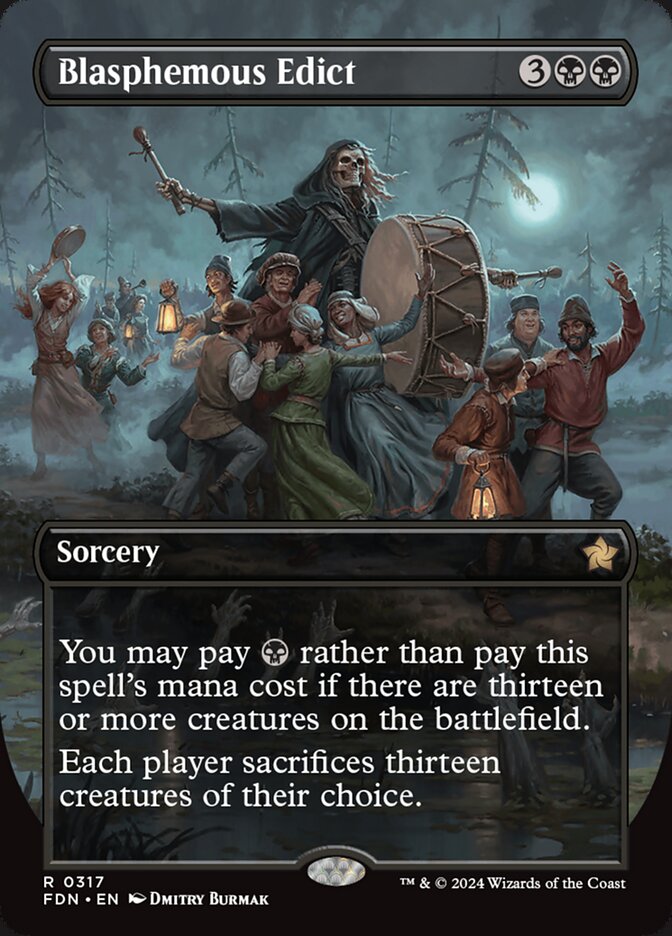 Blasphemous Edict 3
Sorcery
You may pay rather than pay this
spell's mana cost if there are thirteen
or more creatures on the battlefield.
Each player sacrifices thirteen
creatures of their choice.
R 0317
FDN • EN Dmitry Burmak
™ & © 2024 Wizards of the Coast